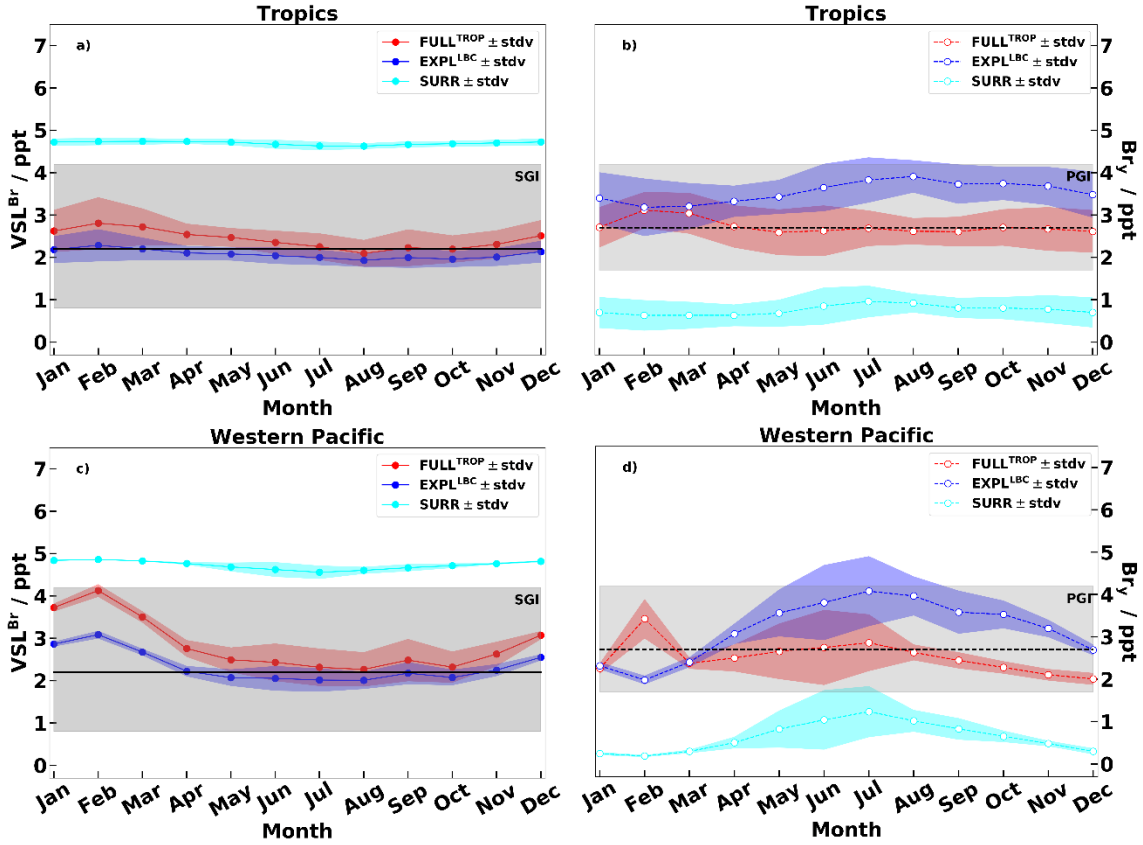 Tropics
a)
FULL^TROP ± stdv
EXPL^LBC ± stdv
SURR ± stdv
SGI
VSL^Br / ppt
7
6
5
4
3
2
1
0
Jan Feb Mar Apr May Jun Jul Aug Sep Oct Nov Dec
Month
Tropics
b)
FULL^TROP ± stdv
EXPL^LBC ± stdv
SURR ± stdv
PGI
Br_y / ppt
7
6
5
4
3
2
1
0
Jan Feb Mar Apr May Jun Jul Aug Sep Oct Nov Dec
Month
Western Pacific
c)
FULL^TROP ± stdv
EXPL^LBC ± stdv
SURR ± stdv
SGI
VSL^Br / ppt
7
6
5
4
3
2
1
0
Jan Feb Mar Apr May Jun Jul Aug Sep Oct Nov Dec
Month
Western Pacific
d)
FULL^TROP ± stdv
EXPL^LBC ± stdv
SURR ± stdv
PGI
Br_y / ppt
7
6
5
4
3
2
1
0
Jan Feb Mar Apr May Jun Jul Aug Sep Oct Nov Dec
Month